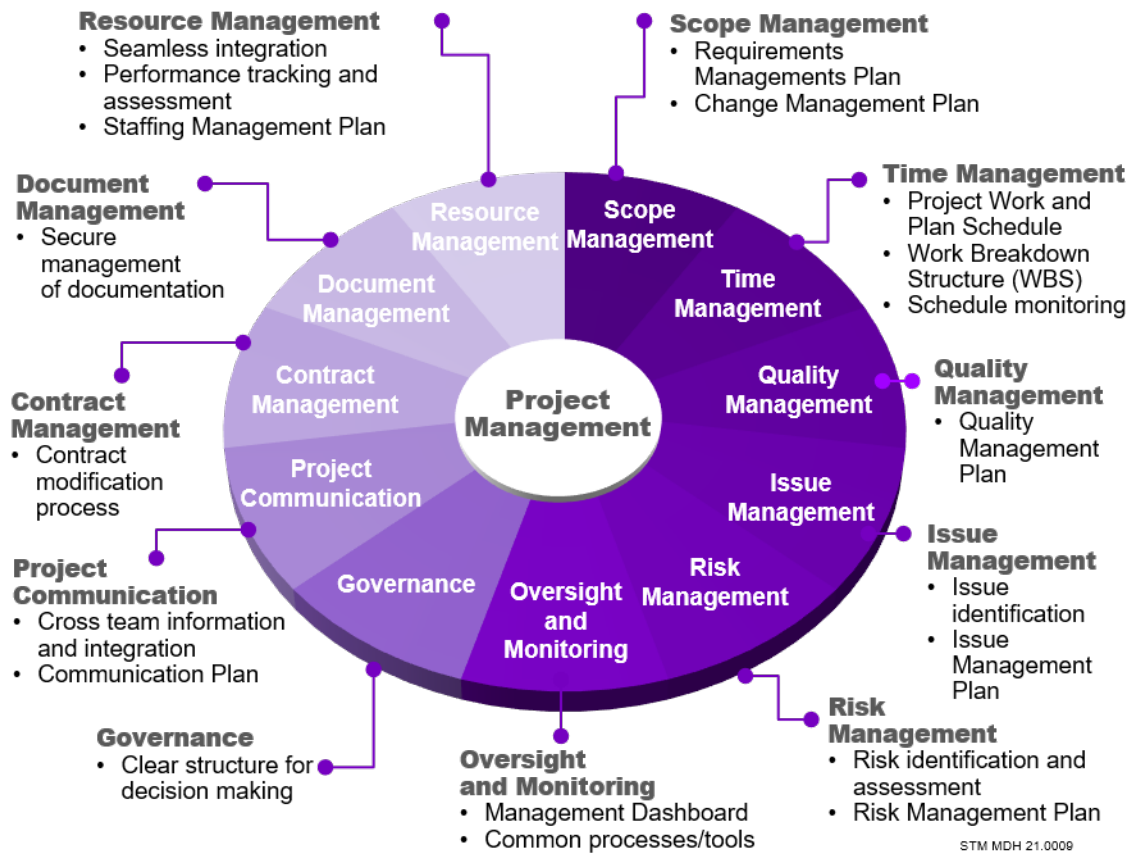 Resource Management
• Seamless integration
• Performance tracking and
assessment
• Staffing Management Plan
Scope Management
• Requirements
Managements Plan
• Change Management Plan
Document
Management
• Secure
management
of documentation
Time Management
• Project Work and
Plan Schedule
• Work Breakdown
Structure (WBS)
• Schedule monitoring
Contract
Management
• Contract
modification
process
Quality
Management
• Quality
Management
Plan
Project
Communication
• Cross team information
and integration
• Communication Plan
Issue
Management
• Issue
identification
• Issue
Management
Plan
Governance
• Clear structure for
decision making
Oversight
and Monitoring
• Management Dashboard
• Common processes/tools
Risk
Management
• Risk identification and
assessment
• Risk Management Plan
Resource
Management
Scope
Management
Document
Management
Time
Management
Contract
Management
Project
Management
Quality
Management
Project
Communication
Issue
Management
Governance
Oversight
and
Monitoring
Risk
Management
STM MDH 21.0009